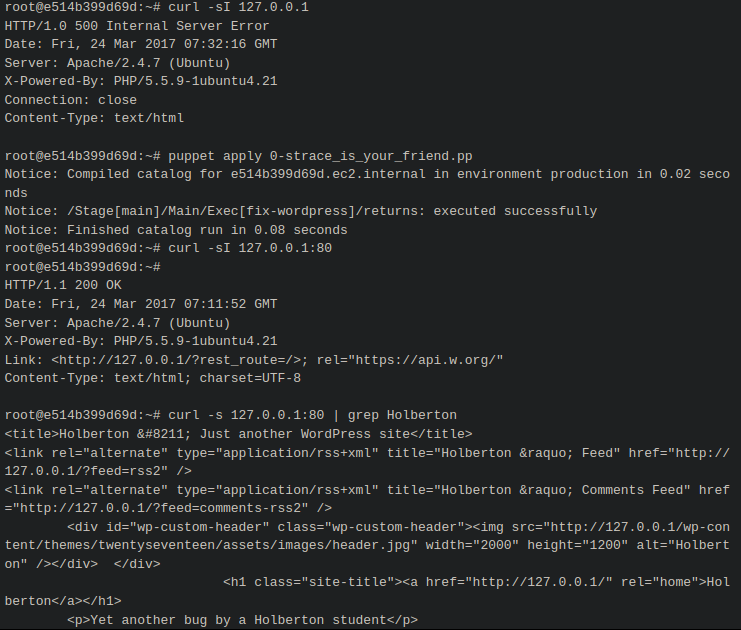 root@e514b399d69d:~# curl -sI 127.0.0.1
HTTP/1.0 500 Internal Server Error
Date: Fri, 24 Mar 2017 07:32:16 GMT
Server: Apache/2.4.7 (Ubuntu)
X-Powered-By: PHP/5.5.9-1ubuntu4.21
Connection: close
Content-Type: text/html

root@e514b399d69d:~# puppet apply 0-strace_is_your_friend.pp
Notice: Compiled catalog for e514b399d69d.ec2.internal in environment production in 0.02 seco
nds
Notice: /Stage[main]/Main/Exec[fix-wordpress]/returns: executed successfully
Notice: Finished catalog run in 0.08 seconds
root@e514b399d69d:~# curl -sI 127.0.0.1:80
root@e514b399d69d:~#
HTTP/1.1 200 OK
Date: Fri, 24 Mar 2017 07:11:52 GMT
Server: Apache/2.4.7 (Ubuntu)
X-Powered-By: PHP/5.5.9-1ubuntu4.21
Link: <http://127.0.0.1/?rest_route=/>; rel="https://api.w.org/"
Content-Type: text/html; charset=UTF-8

root@e514b399d69d:~# curl -s 127.0.0.1:80 | grep Holberton
<title>Holberton &#8211; Just another WordPress site</title>
<link rel="alternate" type="application/rss+xml" title="Holberton &raquo; Feed" href="http://
127.0.0.1/?feed=rss2" />
<link rel="alternate" type="application/rss+xml" title="Holberton &raquo; Comments Feed" href
="http://127.0.0.1/?feed=comments-rss2" />
        <div id="wp-custom-header" class="wp-custom-header"><img src="http://127.0.0.1/wp-con
tent/themes/twentyseventeen/assets/images/header.jpg" width="2000" height="1200" alt="Holbert
on" /></div>  </div>
                            <h1 class="site-title"><a href="http://127.0.0.1/" rel="home">Hol
berton</a></h1>
        <p>Yet another bug by a Holberton student</p>